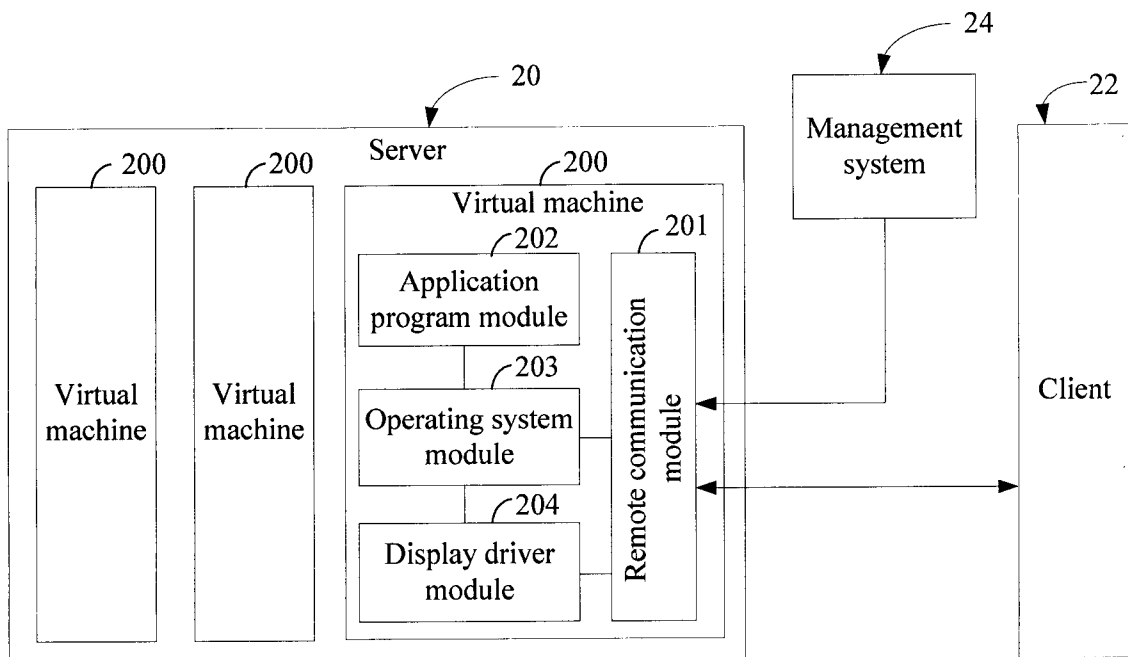 24
20
22
Management
system
Server
200
200
200
Virtual machine
202
201
Application
program module
203
Operating system
module
204
Display driver
module
Remote communication
module
Virtual
machine
Virtual
machine
Client